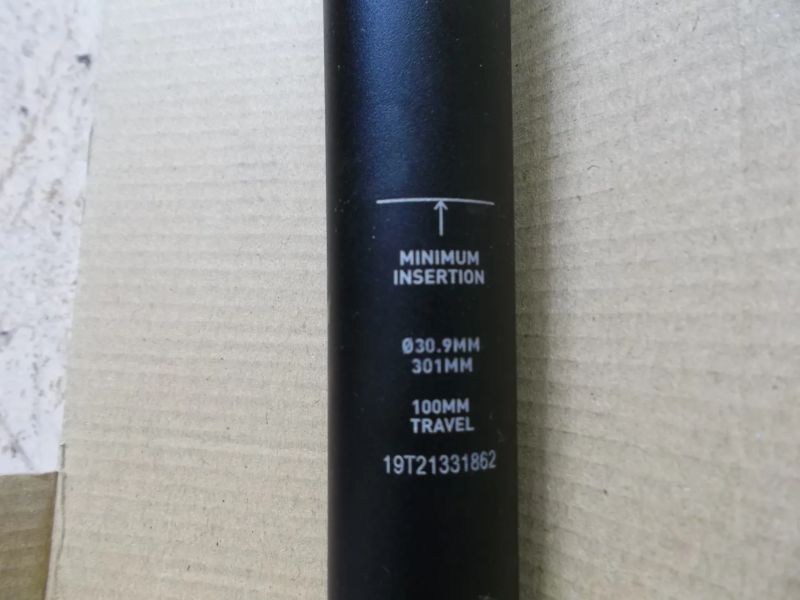 MINIMUM
INSERTION
Ø30.9MM
301MM
100MM
TRAVEL
19T21331862